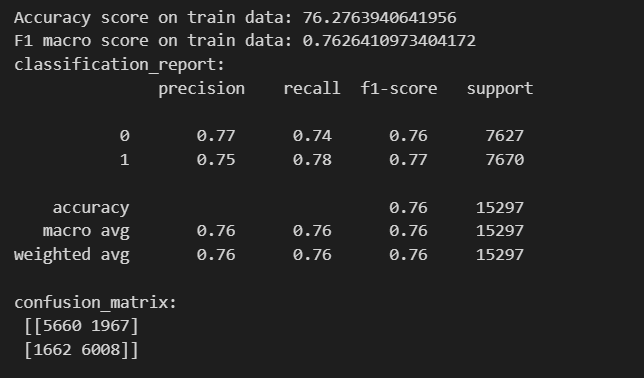 Accuracy score on train data: 76.2763940641956
F1 macro score on train data: 0.7626410973404172
classification_report:
precision recall f1-score support
0 0.77 0.74 0.76 7627
1 0.75 0.78 0.77 7670
accuracy 0.76 15297
macro avg 0.76 0.76 0.76 15297
weighted avg 0.76 0.76 0.76 15297
confusion_matrix:
[[5660 1967]
[1662 6008]]